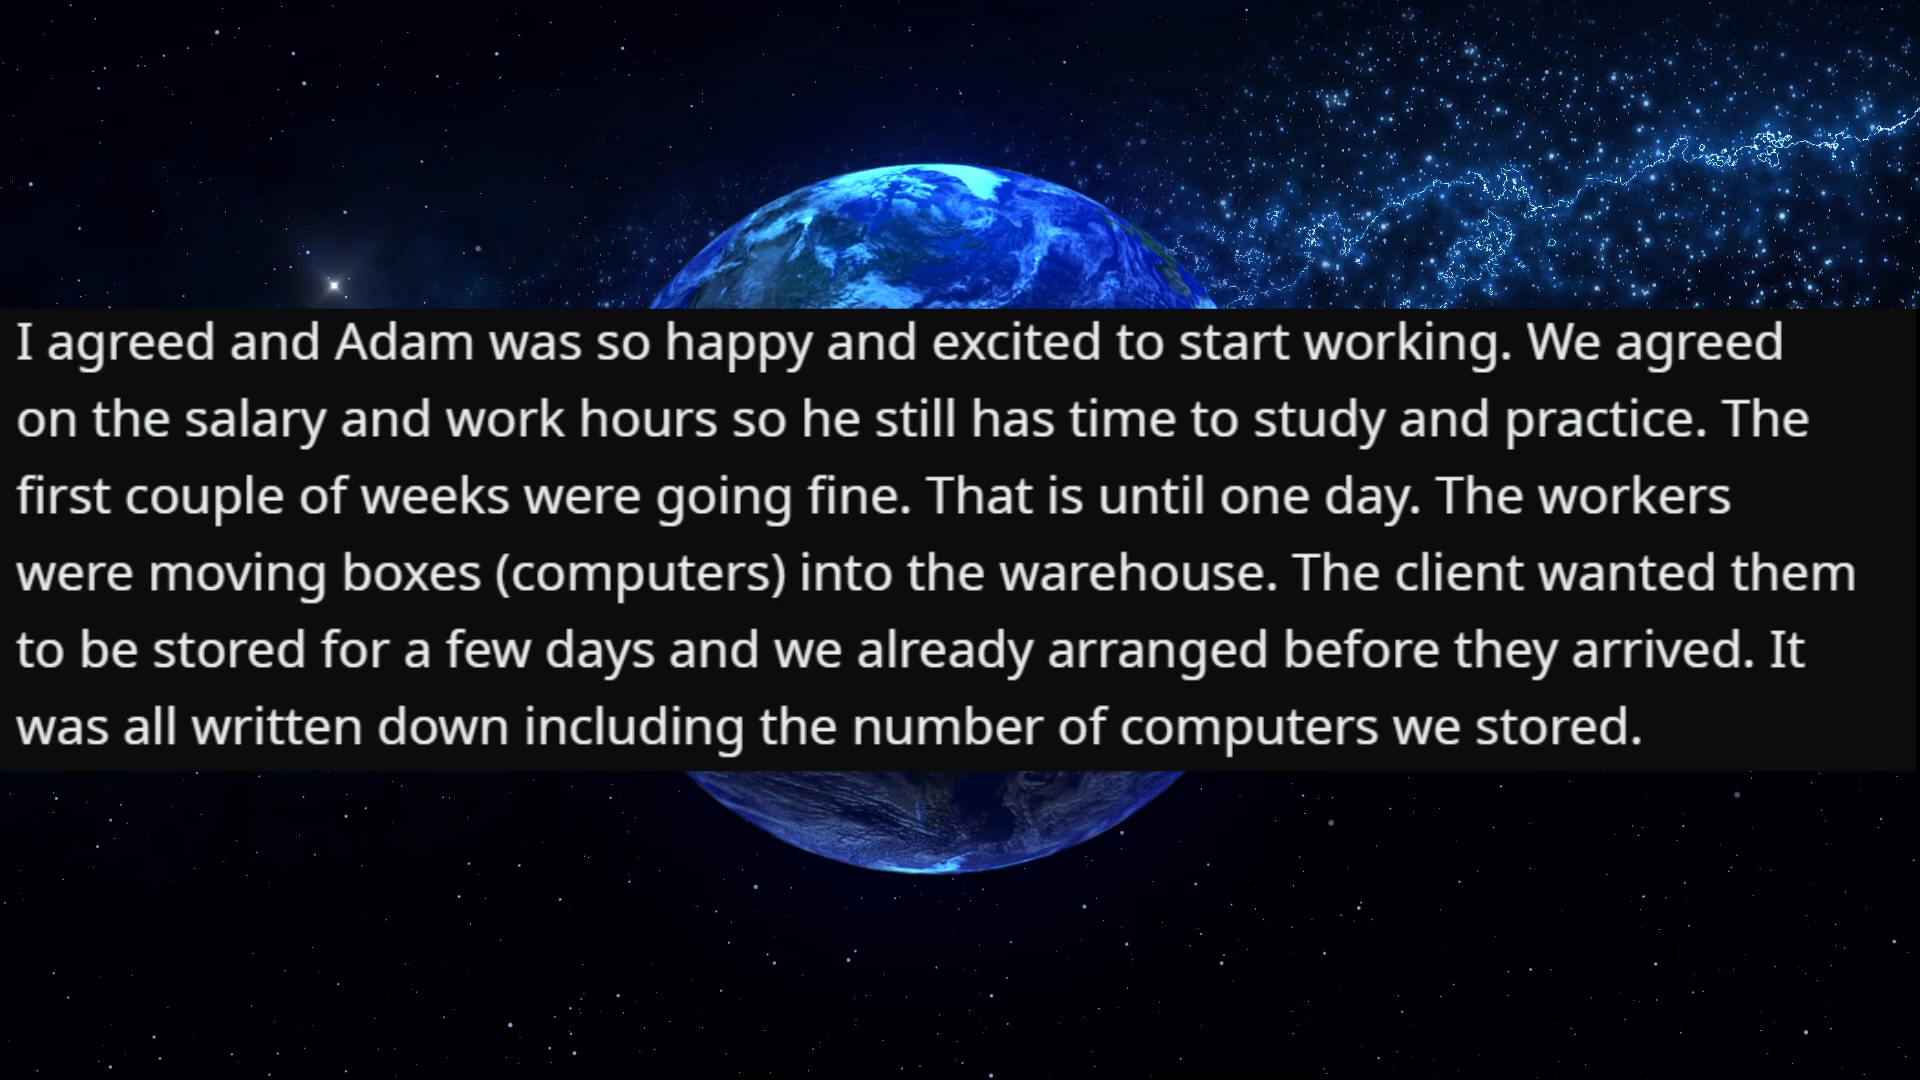 I agreed and Adam was so happy and excited to start working. We agreed
on the salary and work hours so he still has time to study and practice. The
first couple of weeks were going fine. That is until one day. The workers
were moving boxes (computers) into the warehouse. The client wanted them
to be stored for a few days and we already arranged before they arrived. It
was all written down including the number of computers we stored.